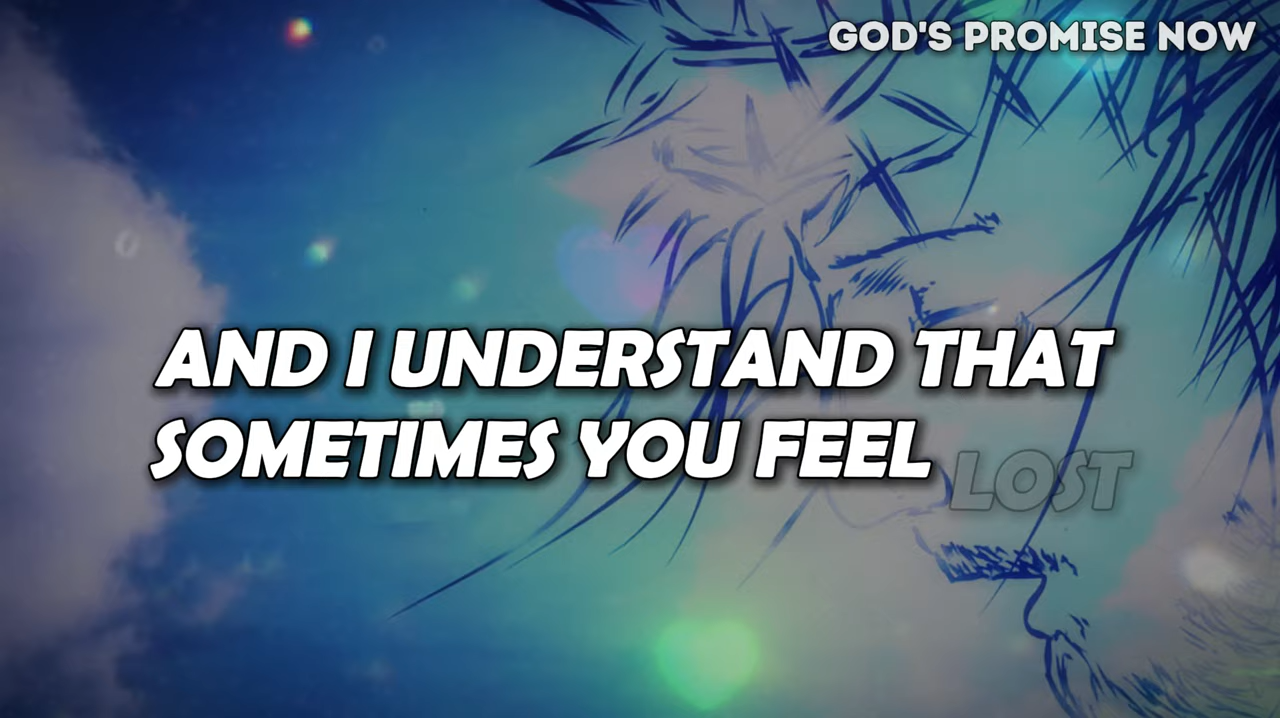 GOD'S PROMISE NOW
AND I UNDERSTAND THAT
SOMETIMES YOU FEEL LOST